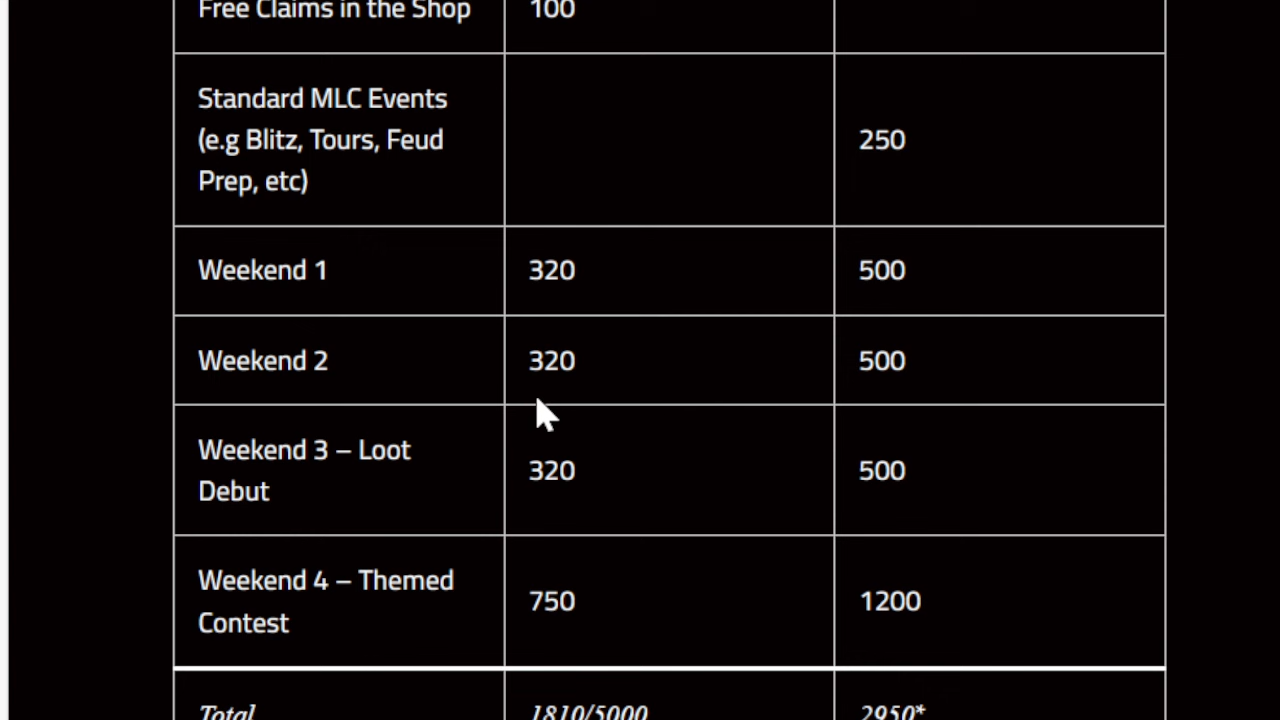 Free Claims in the Shop 100
Standard MLC Events
(e.g Blitz, Tours, Feud 250
Prep, etc)
Weekend 1 320 500
Weekend 2 320 500
Weekend 3 – Loot
Debut 320 500
Weekend 4 – Themed
Contest 750 1200
Total 1810/5000 2950*